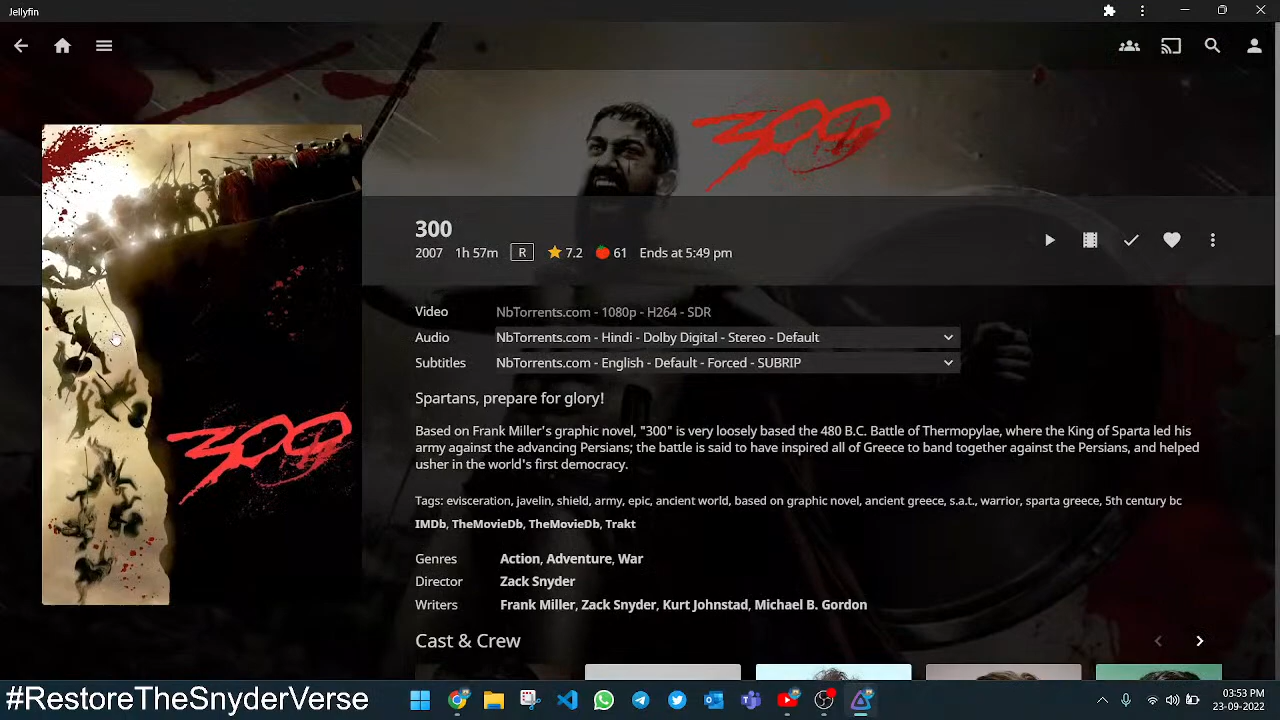 Jellyfin
300
300
2007 1h 57m R 7.2 61 Ends at 5:49 pm
Video NbTorrents.com - 1080p - H264 - SDR
Audio NbTorrents.com - Hindi - Dolby Digital - Stereo - Default
Subtitles NbTorrents.com - English - Default - Forced - SUBRIP
Spartans, prepare for glory!
Based on Frank Miller's graphic novel, "300" is very loosely based the 480 B.C. Battle of Thermopylae, where the King of Sparta led his
army against the advancing Persians; the battle is said to have inspired all of Greece to band together against the Persians, and helped
usher in the world's first democracy.
300
Tags: evisceration, javelin, shield, army, epic, ancient world, based on graphic novel, ancient greece, s.a.t., warrior, sparta greece, 5th century bc
IMDb, TheMovieDb, TheMovieDb, Trakt
Genres Action, Adventure, War
Director Zack Snyder
Writers Frank Miller, Zack Snyder, Kurt Johnstad, Michael B. Gordon
Cast & Crew
#RestoreTheSnyderVerse
03:53 PM
23-09-2022